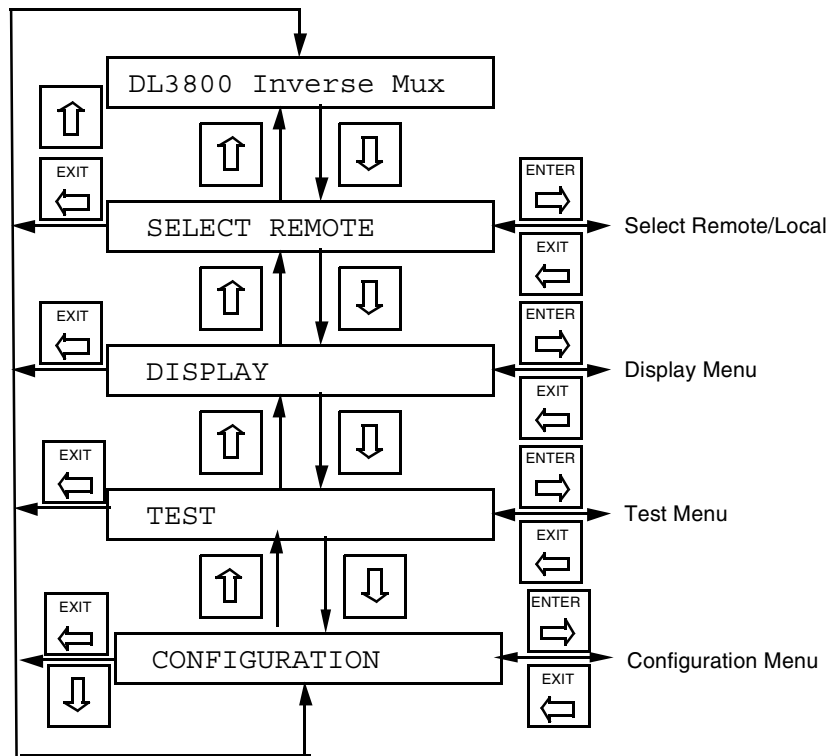 DL3800 Inverse Mux
EXIT
ENTER
SELECT REMOTE
Select Remote/Local
EXIT
EXIT
ENTER
DISPLAY
Display Menu
EXIT
EXIT
ENTER
TEST
Test Menu
EXIT
EXIT
ENTER
CONFIGURATION
Configuration Menu
EXIT